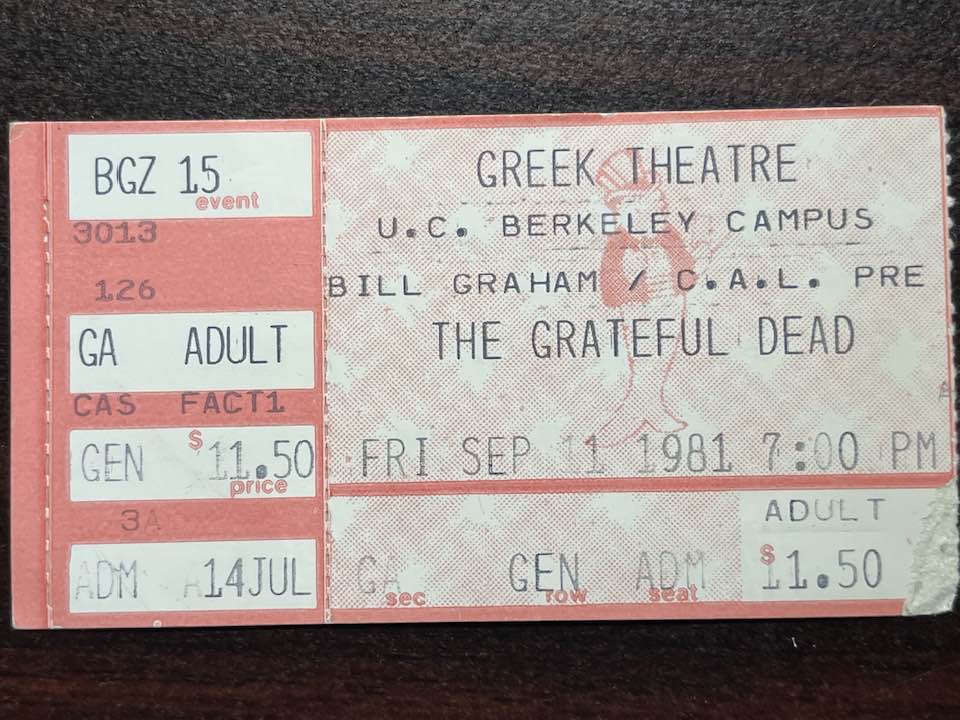 BGZ 15
event
3013
126
GA ADULT
CAS FACT1
GEN $11.50
price
3A
ADM A14JUL
GREEK THEATRE
U.C. BERKELEY CAMPUS
BILL GRAHAM / C.A.L. PRE
THE GRATEFUL DEAD
A
FRI SEP 11 1981 7:00 PM
ADULT
GA GEN ADM $11.50
sec row seat